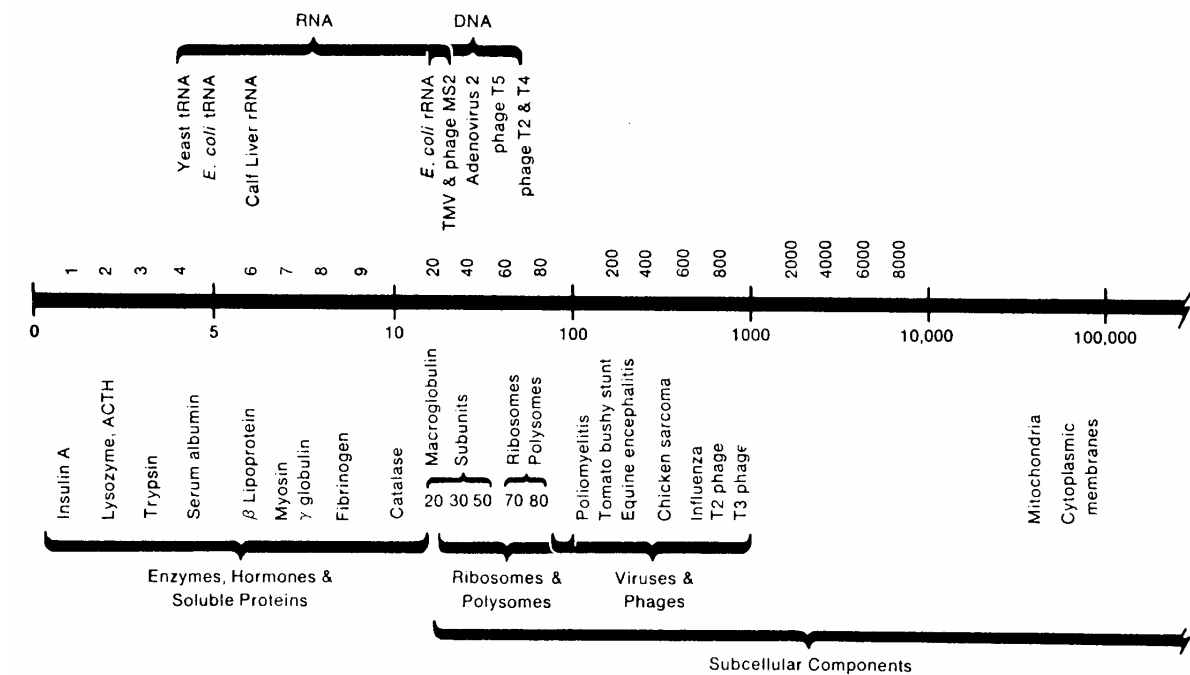 RNA
DNA
Yeast tRNA
E. coli tRNA
Calf Liver rRNA
E. coli rRNA
TMV & phage MS2
Adenovirus 2
phage T5
phage T2 & T4
1
2
3
4
6
7
8
9
20
40
60
80
200
400
600
800
2000
4000
6000
8000
0
5
10
100
1000
10,000
100,000
Insulin A
Lysozyme, ACTH
Trypsin
Serum albumin
β Lipoprotein
Myosin
γ globulin
Fibrinogen
Catalase
Macroglobulin
Subunits
Ribosomes
Polysomes
20
30
50
70
80
Poliomyelitis
Tomato bushy stunt
Equine encephalitis
Chicken sarcoma
Influenza
T2 phage
T3 phage
Mitochondria
Cytoplasmic
membranes
Enzymes, Hormones &
Soluble Proteins
Ribosomes &
Polysomes
Viruses &
Phages
Subcellular Components